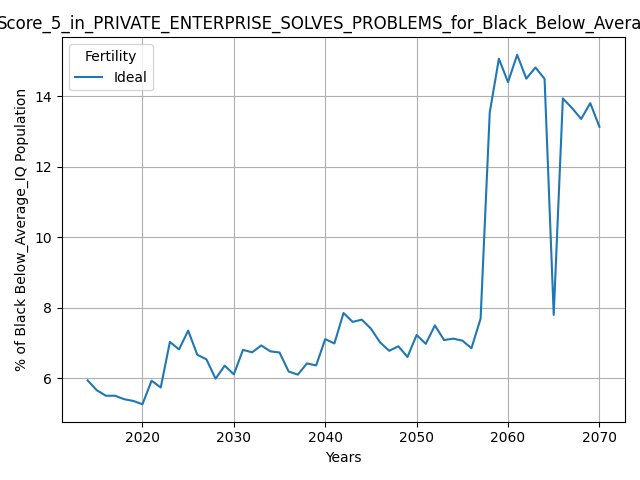 Score_5_in_PRIVATE_ENTERPRISE_SOLVES_PROBLEMS_for_Black_Below_Avera
Fertility
Ideal
% of Black Below_Average_IQ Population
14
12
10
8
6
2020 2030 2040 2050 2060 2070
Years